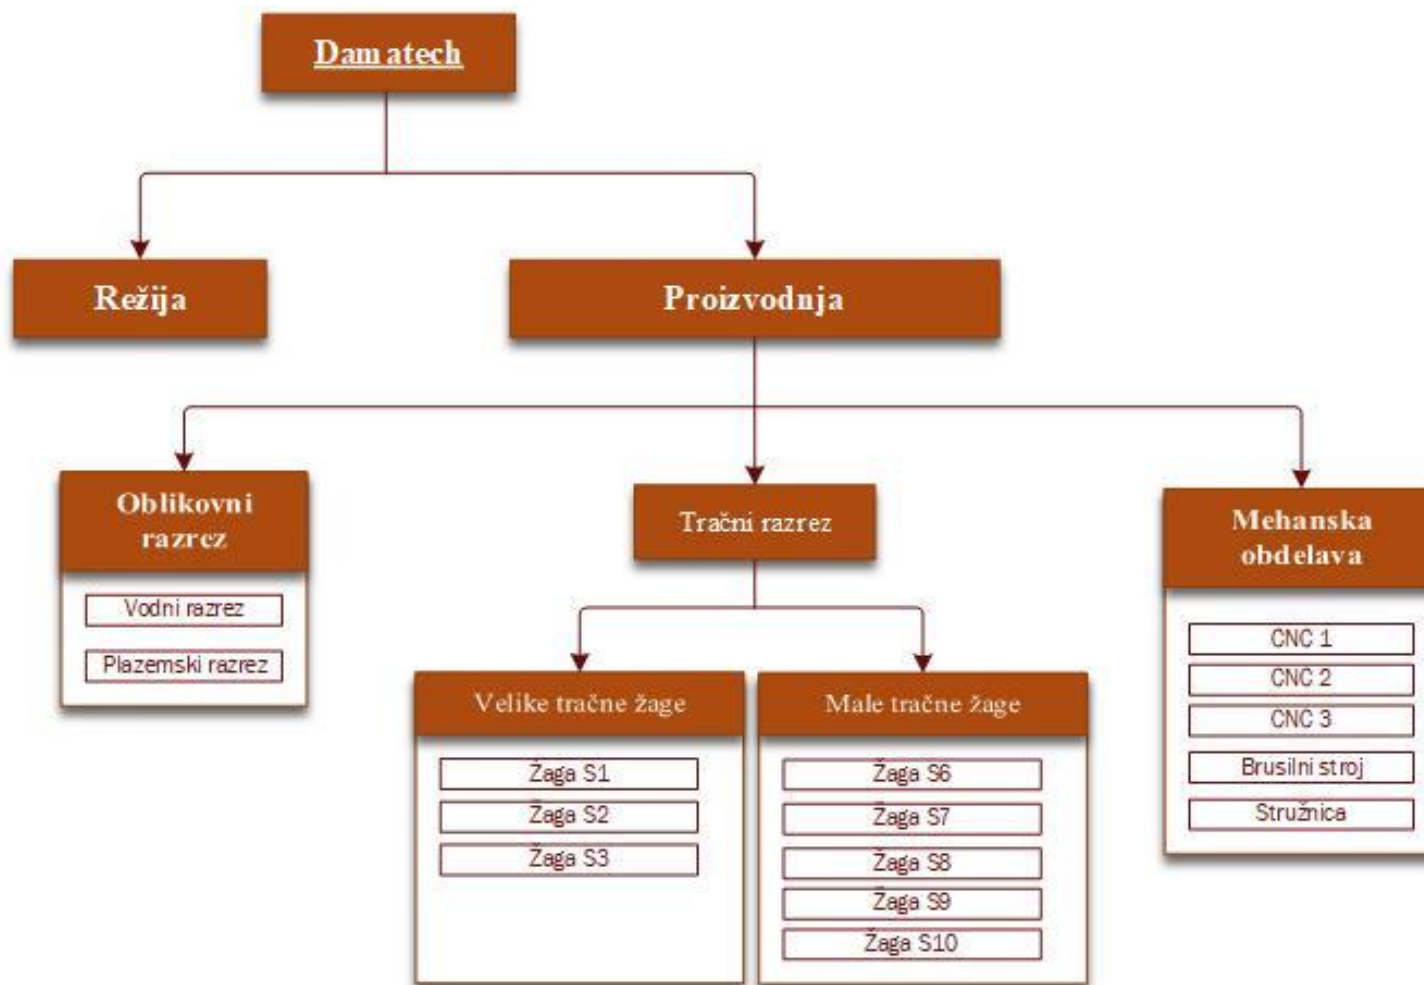 Damatech
Režija
Proizvodnja
Oblikovni
razrez
Vodni razrez
Plazemski razrez
Tračni razrez
Velike tračne žage
Žaga S1
Žaga S2
Žaga S3
Male tračne žage
Žaga S6
Žaga S7
Žaga S8
Žaga S9
Žaga S10
Mehanska
obdelava
CNC 1
CNC 2
CNC 3
Brusilni stroj
Stružnica